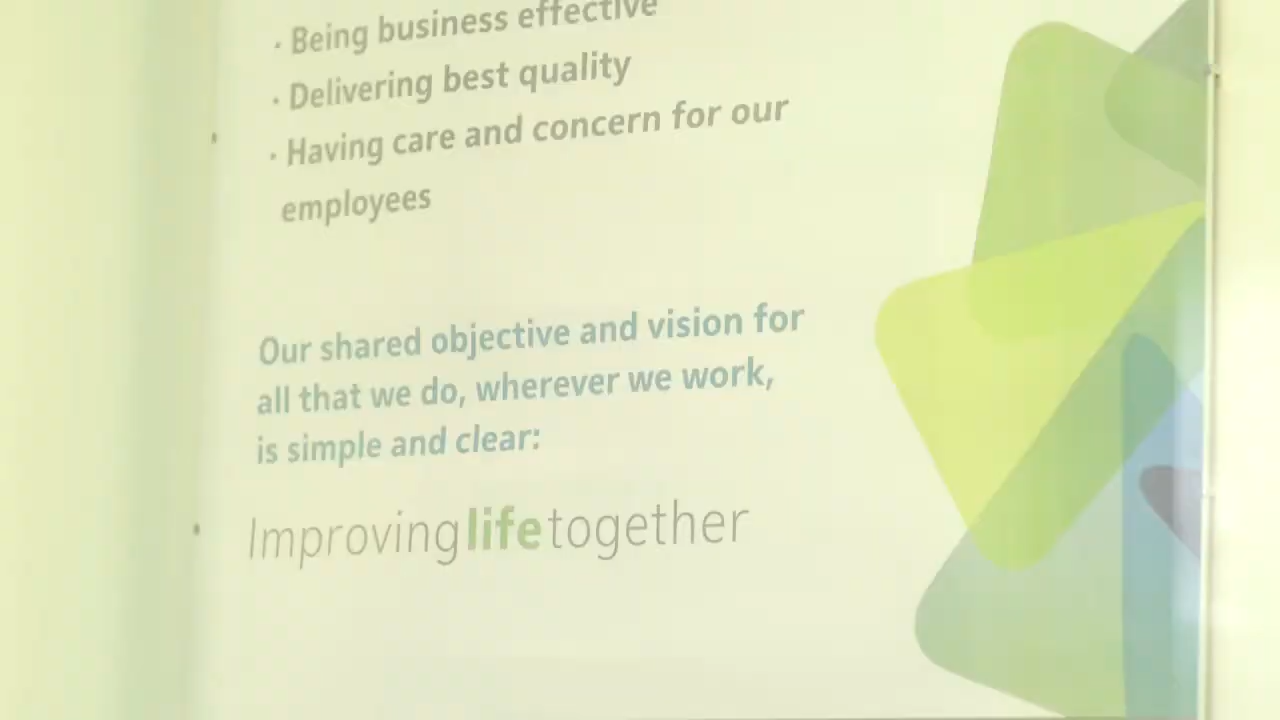 · Being business effective
· Delivering best quality
· Having care and concern for our
employees
Our shared objective and vision for
all that we do, wherever we work,
is simple and clear:
Improvinglifetogether